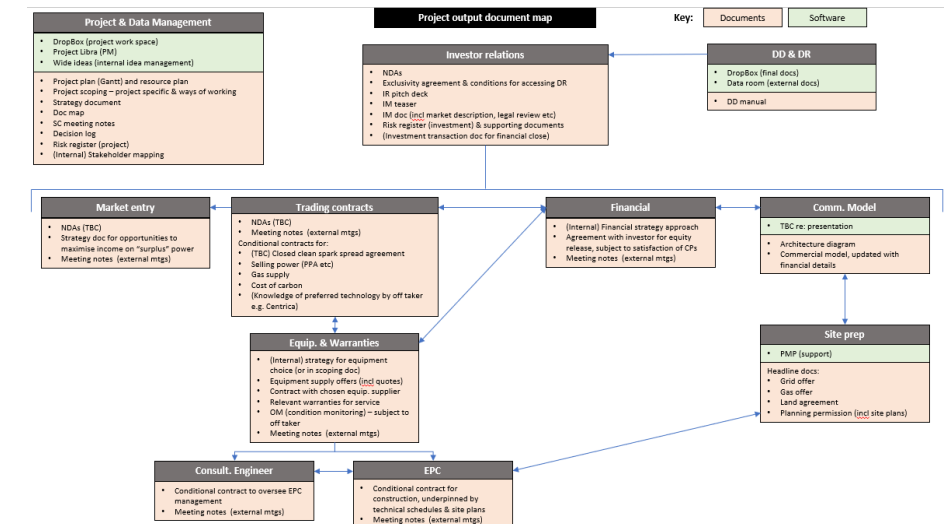 Project output document map
Key:
Documents
Software
Project & Data Management
• DropBox (project work space)
• Project Libra (PM)
• Wide ideas (internal idea management)
• Project plan (Gantt) and resource plan
• Project scoping – project specific & ways of working
• Strategy document
• Doc map
• SC meeting notes
• Decision log
• Risk register (project)
• (Internal) Stakeholder mapping
Investor relations
• NDAs
• Exclusivity agreement & conditions for accessing DR
• IR pitch deck
• IM teaser
• IM doc (incl market description, legal review etc)
• Risk register (investment) & supporting documents
• (Investment transaction doc for financial close)
DD & DR
• DropBox (final docs)
• Data room (external docs)
• DD manual
Market entry
• NDAs (TBC)
• Strategy doc for opportunities to
maximise income on “surplus” power
• Meeting notes (external mtgs)
Trading contracts
• NDAs (TBC)
• Meeting notes (external mtgs)
Conditional contracts for:
• (TBC) Closed clean spark spread agreement
• Selling power (PPA etc)
• Gas supply
• Cost of carbon
• (Knowledge of preferred technology by off taker
e.g. Centrica)
Financial
• (Internal) Financial strategy approach
• Agreement with investor for equity
release, subject to satisfaction of CPs
• Meeting notes (external mtgs)
Comm. Model
• TBC re: presentation
• Architecture diagram
• Commercial model, updated with
financial details
Equip. & Warranties
• (Internal) strategy for equipment
choice (or in scoping doc)
• Equipment supply offers (incl quotes)
• Contract with chosen equip. supplier
• Relevant warranties for service
• OM (condition monitoring) – subject to
off taker
• Meeting notes (external mtgs)
Site prep
• PMP (support)
Headline docs:
• Grid offer
• Gas offer
• Land agreement
• Planning permission (incl site plans)
Consult. Engineer
• Conditional contract to oversee EPC
management
• Meeting notes (external mtgs)
EPC
• Conditional contract for
construction, underpinned by
technical schedules & site plans
• Meeting notes (external mtgs)